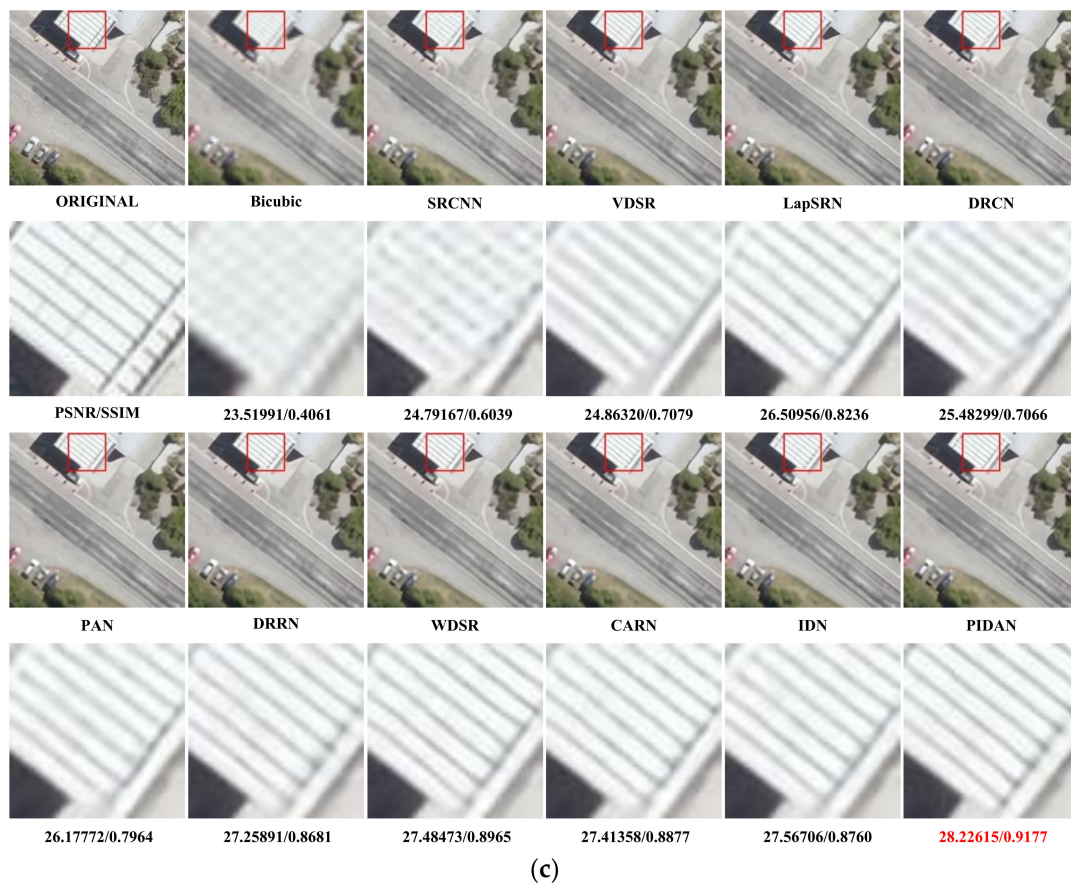 ORIGINAL Bicubic SRCNN VDSR LapSRN DRCN
PSNR/SSIM 23.51991/0.4061 24.79167/0.6039 24.86320/0.7079 26.50956/0.8236 25.48299/0.7066
PAN DRRN WDSR CARN IDN PIDAN
26.17772/0.7964 27.25891/0.8681 27.48473/0.8965 27.41358/0.8877 27.56706/0.8760 28.22615/0.9177
(c)